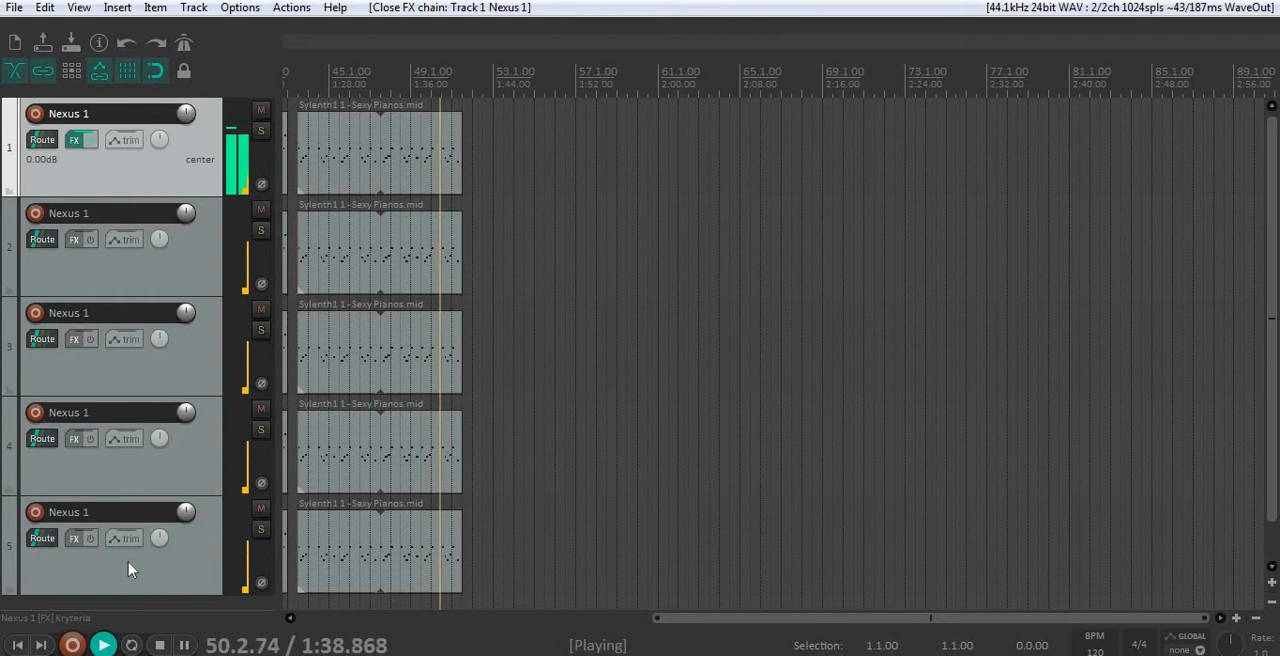 File Edit View Insert Item Track Options Actions Help [Close FX chain: Track 1 Nexus 1] [44.1kHz 24bit WAV : 2/2ch 1024spls ~43/187ms WaveOut]
0 45.1.00 49.1.00 53.1.00 57.1.00 61.1.00 65.1.00 69.1.00 73.1.00 77.1.00 81.1.00 85.1.00 89.1.00
1:28.00 1:36.00 1:44.00 1:52.00 2:00.00 2:08.00 2:16.00 2:24.00 2:32.00 2:40.00 2:48.00 2:56.00
Nexus 1 M Sylenth1 1 - Sexy Pianos.mid
1 Route FX trim S
0.00dB center
Nexus 1 M Sylenth1 1 - Sexy Pianos.mid
2 Route FX trim S
Nexus 1 M Sylenth1 1 - Sexy Pianos.mid
3 Route FX trim S
Nexus 1 M Sylenth1 1 - Sexy Pianos.mid
4 Route FX trim S
Nexus 1 M Sylenth1 1 - Sexy Pianos.mid
5 Route FX trim S
Nexus 1 [FX] Kryteria
50.2.74 / 1:38.868 [Playing] Selection: 1.1.00 1.1.00 0.0.00 BPM 120 4/4 GLOBAL none Rate: 1.0